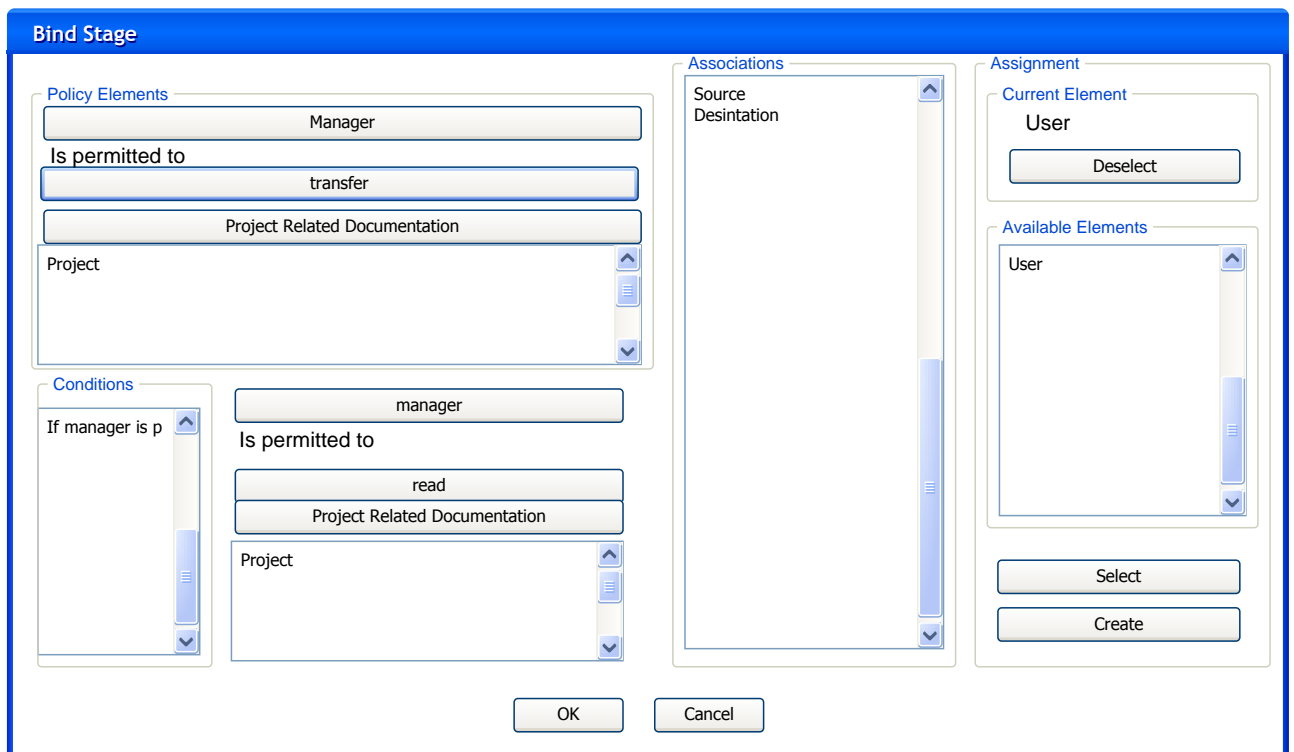 Bind Stage
Policy Elements
Manager
Is permitted to
transfer
Project Related Documentation
Project
Conditions
If manager is p
manager
Is permitted to
read
Project Related Documentation
Project
Associations
Source
Desintation
Assignment
Current Element
User
Deselect
Available Elements
User
Select
Create
OK
Cancel